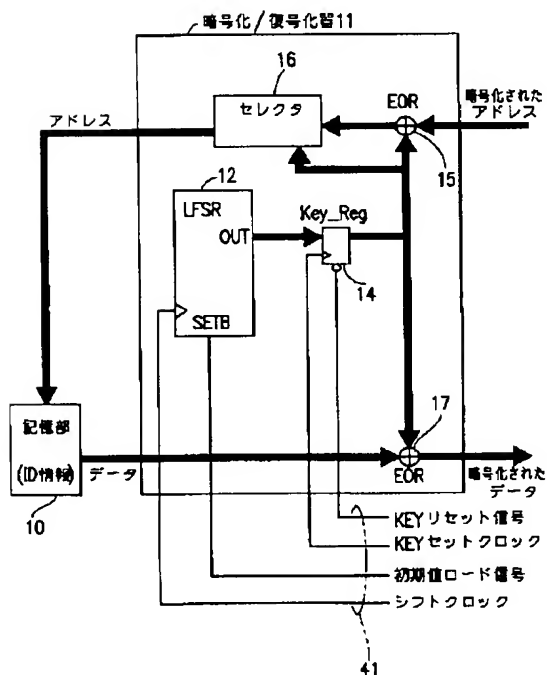 暗号化/復号化器11
16
セレクタ
EOR
暗号化された
アドレス
アドレス
15
12
LFSR
OUT
Key_Reg
14
SETB
記憶部
(ID情報)
データ
10
17
EOR
暗号化された
データ
KEYリセット信号
KEYセットクロック
初期値ロード信号
シフトクロック
41